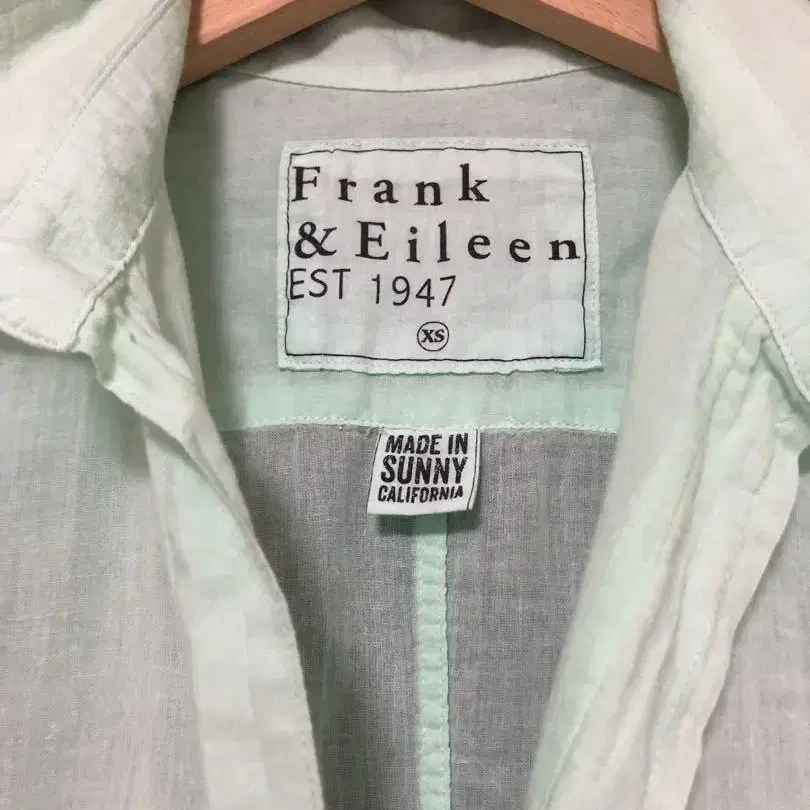 Frank
& Eileen
EST 1947
XS
MADE IN
SUNNY
CALIFORNIA